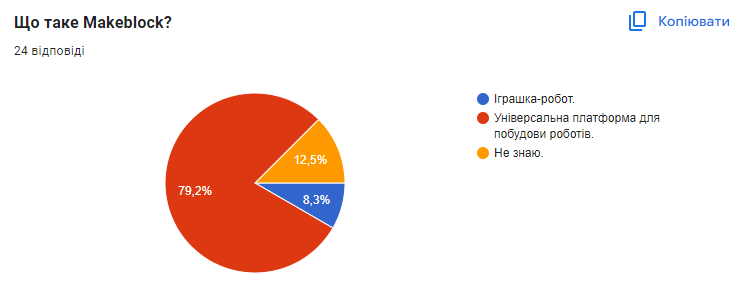 Що таке Makeblock?
Копіювати
24 відповіді
Іграшка-робот.
Універсальна платформа для
побудови роботів.
Не знаю.
12,5%
79,2%
8,3%